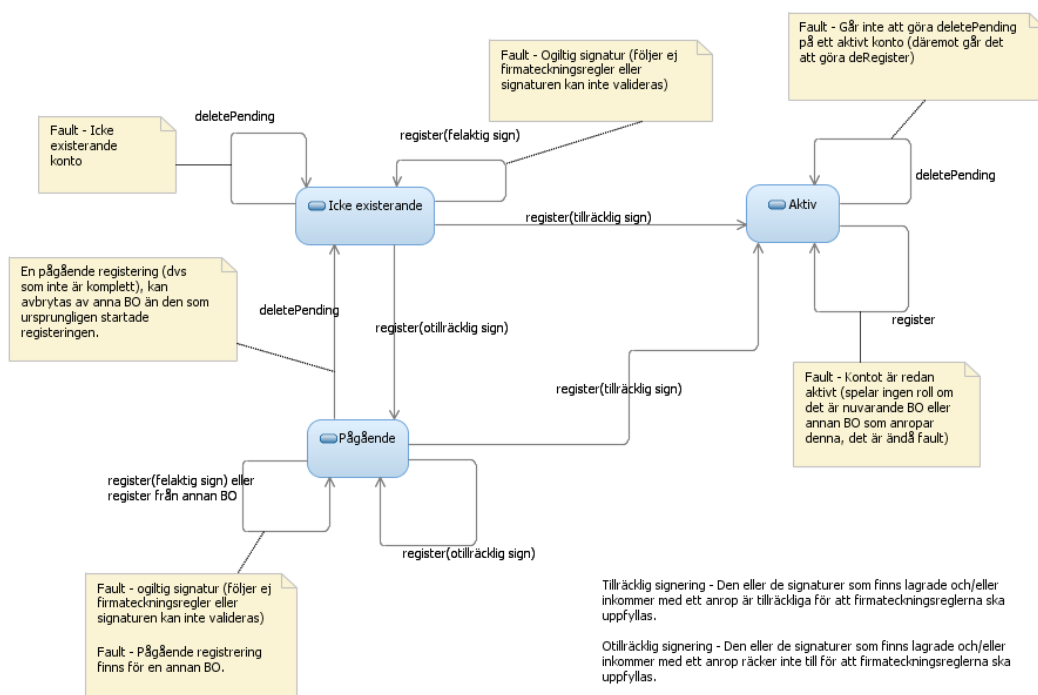 Fault - Går inte att göra deletePending
på ett aktivt konto (däremot går det
att göra deRegister)
Fault - Ogiltig signatur (följer ej
firmateckningsregler eller
signaturen kan inte valideras)
deletePending
Fault - Icke
existerande
konto
register(felaktig sign)
deletePending
Icke existerande
Aktiv
register(tillräcklig sign)
En pågående registering (dvs
som inte är komplett), kan
avbrytas av anna BO än den som
ursprungligen startade
registeringen.
deletePending
register(otillräcklig sign)
register
Fault - Kontot är redan
aktivt (spelar ingen roll om
det är nuvarande BO eller
annan BO som anropar
denna, det är ändå fault)
register(tillräcklig sign)
Pågående
register(felaktig sign) eller
register från annan BO
register(otillräcklig sign)
Fault - ogiltig signatur (följer ej
firmateckningsregler eller
signaturen kan inte valideras)
Fault - Pågående registrering
finns för en annan BO.
Tillräcklig signering - Den eller de signaturer som finns lagrade och/eller
inkommer med ett anrop är tillräckliga för att firmateckningsreglerna ska
uppfyllas.
Otillräcklig signering - Den eller de signaturer som finns lagrade och/eller
inkommer med ett anrop räcker inte till för att firmateckningsreglerna ska
uppfyllas.